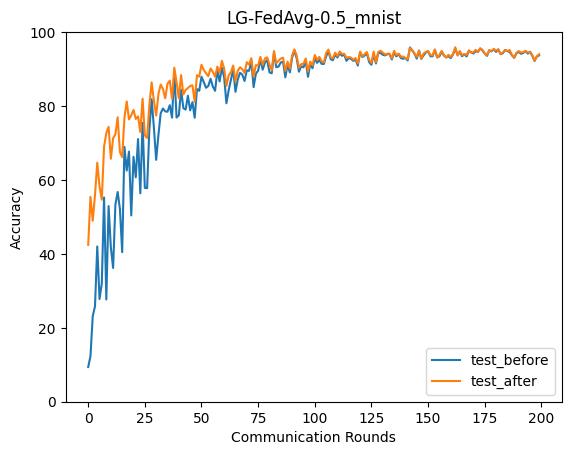 LG-FedAvg-0.5_mnist
100
80
60
40
20
0
Accuracy
0 25 50 75 100 125 150 175 200
Communication Rounds
test_before
test_after